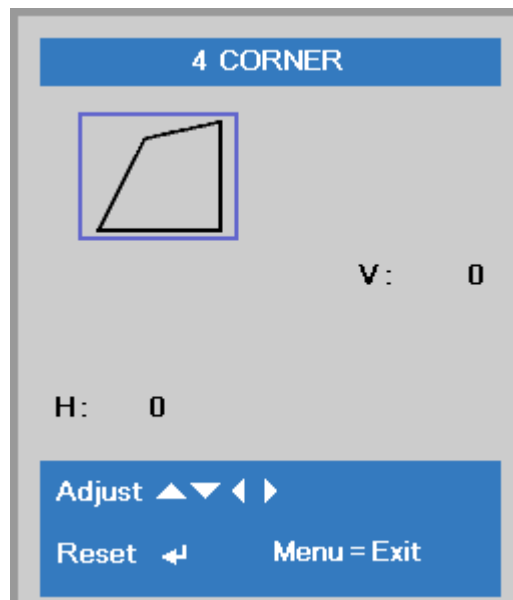 4 CORNER
V: 0
H: 0
Adjust ▲▼◀▶
Reset ↵ Menu = Exit